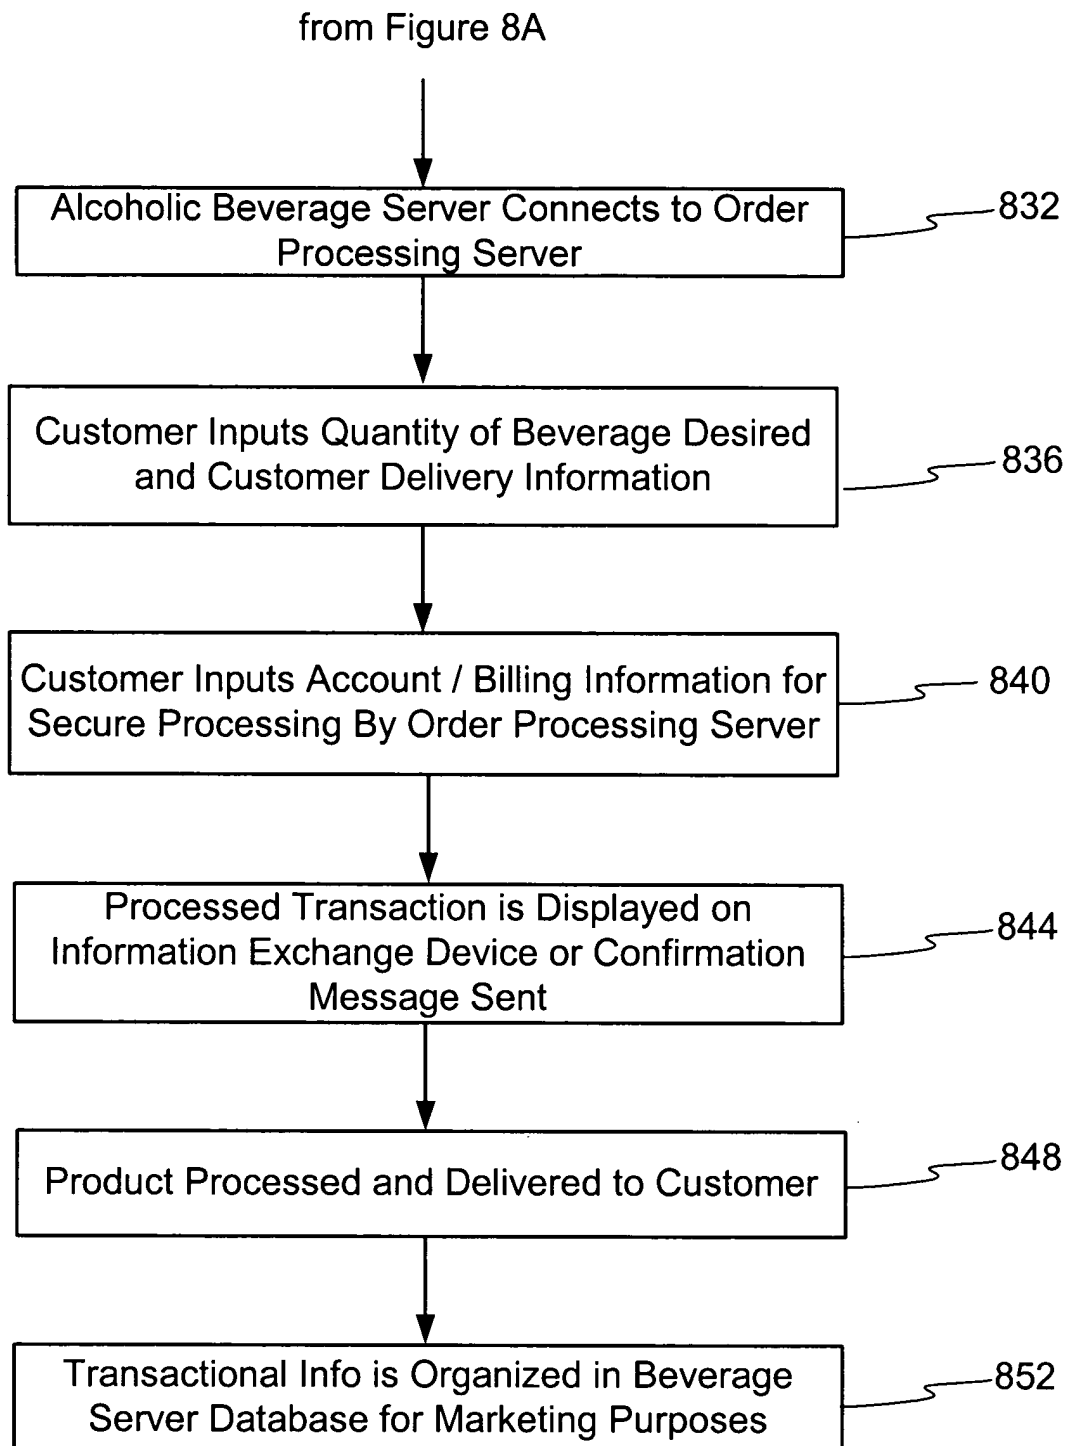 from Figure 8A
Alcoholic Beverage Server Connects to Order
Processing Server
832
Customer Inputs Quantity of Beverage Desired
and Customer Delivery Information
836
Customer Inputs Account / Billing Information for
Secure Processing By Order Processing Server
840
Processed Transaction is Displayed on
Information Exchange Device or Confirmation
Message Sent
844
Product Processed and Delivered to Customer
848
Transactional Info is Organized in Beverage
Server Database for Marketing Purposes
852